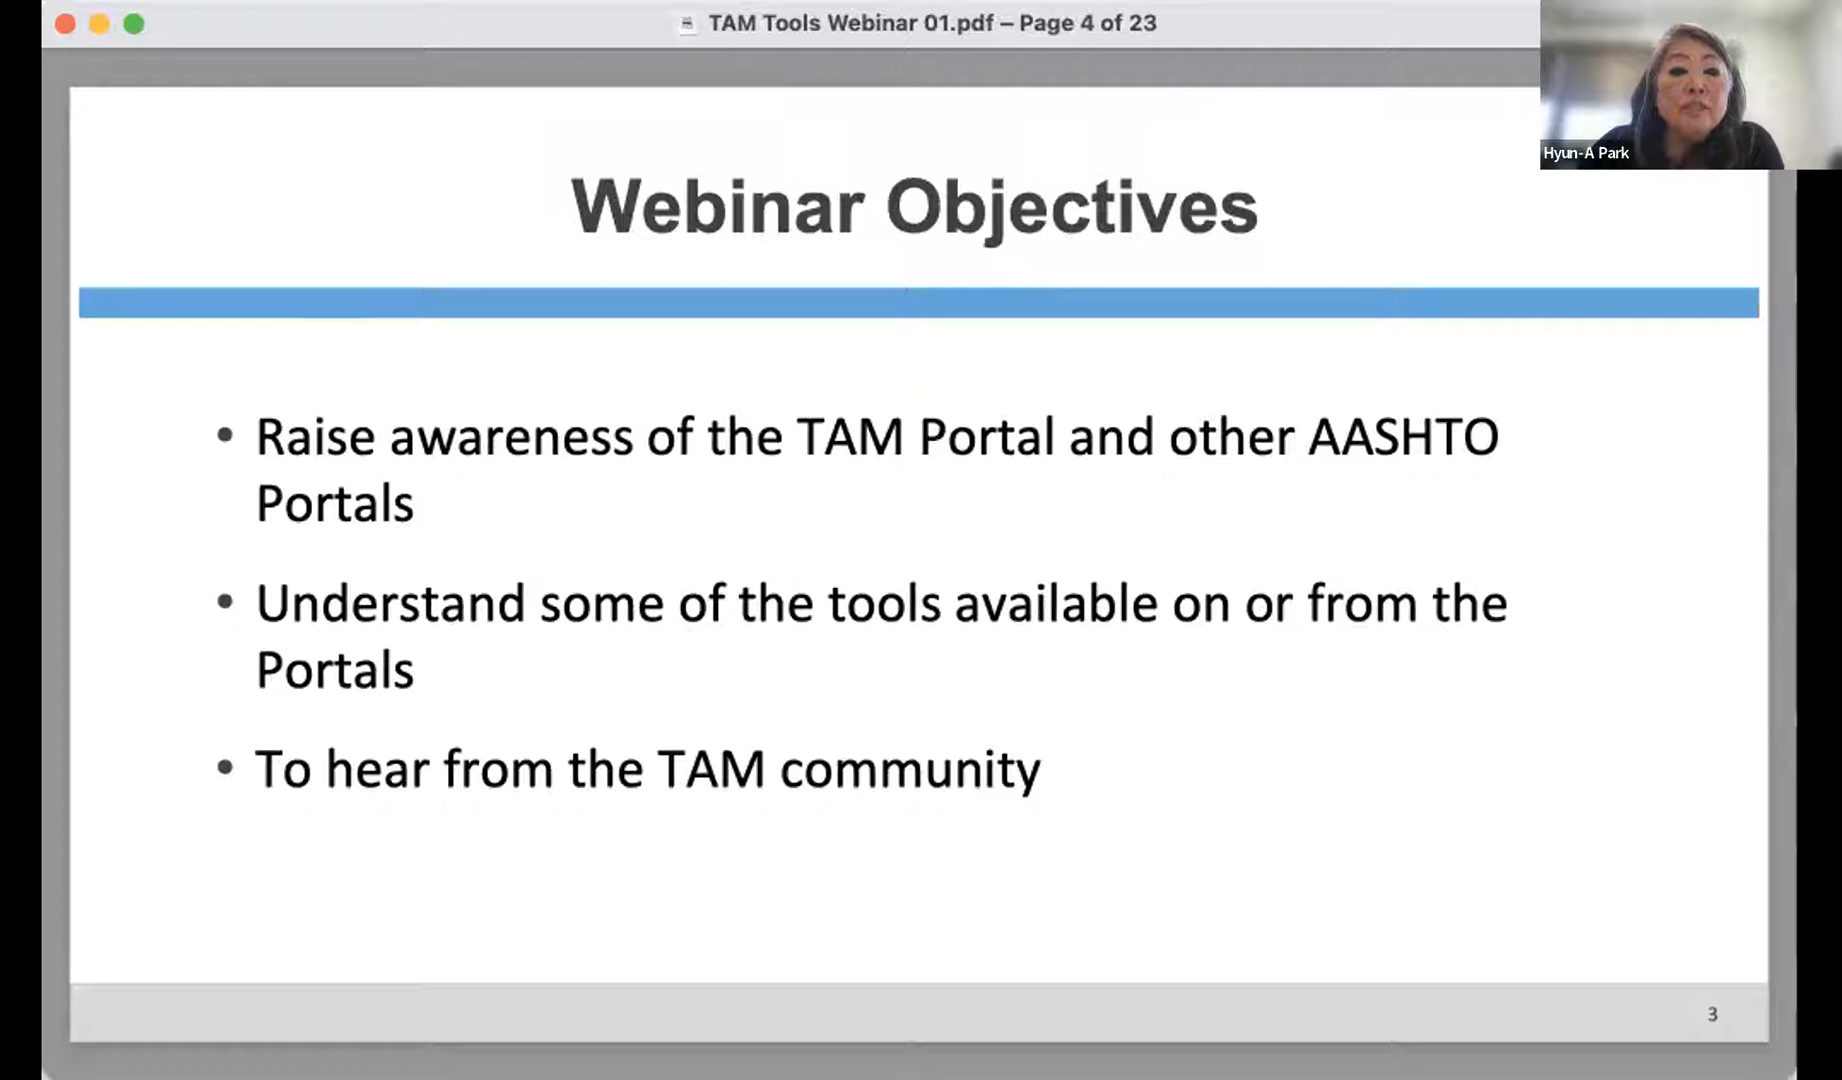 TAM Tools Webinar 01.pdf – Page 4 of 23
Hyun-A Park
Webinar Objectives
• Raise awareness of the TAM Portal and other AASHTO
Portals
• Understand some of the tools available on or from the
Portals
• To hear from the TAM community
3